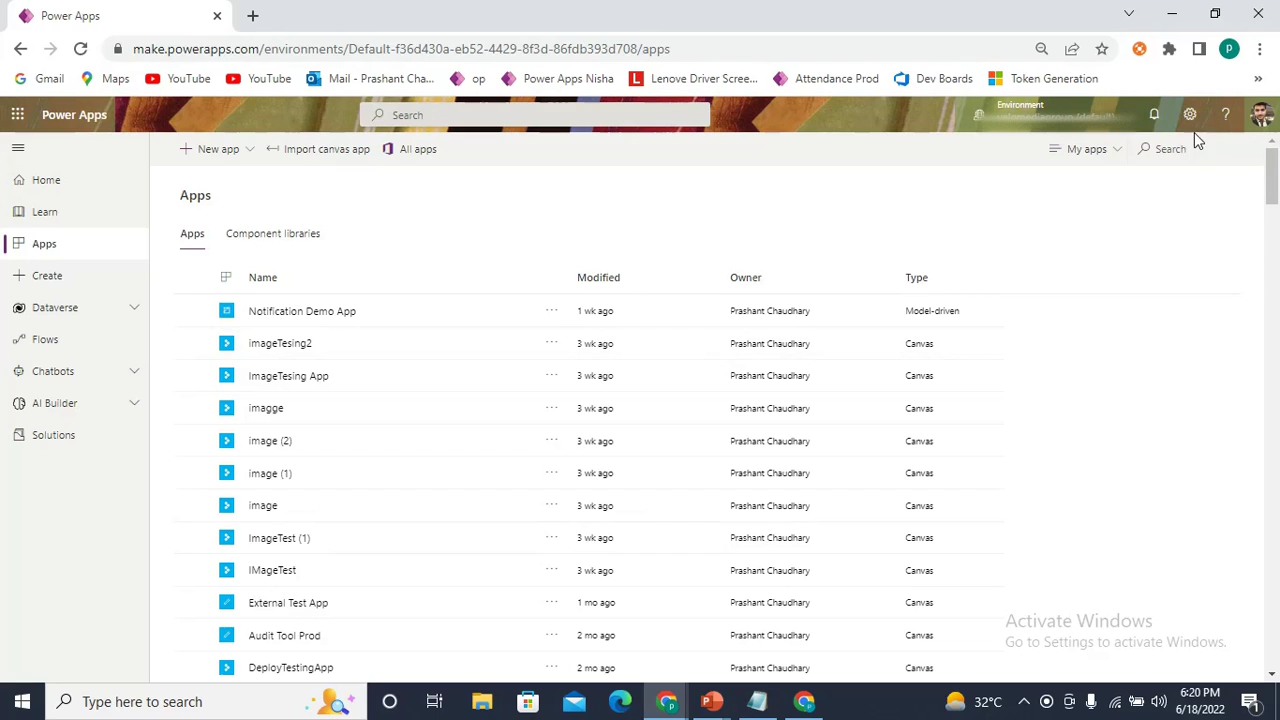 Power Apps
make.powerapps.com/environments/Default-f36d430a-eb52-4429-8f3d-86fdb393d708/apps
Gmail
Maps
YouTube
YouTube
Mail - Prashant Cha...
op
Power Apps Nisha
Lenove Driver Scree...
Attendance Prod
Dev Boards
Token Generation
Power Apps
Search
Environment
New app
Import canvas app
All apps
My apps
Search
Home
Learn
Apps
Create
Dataverse
Flows
Chatbots
AI Builder
Solutions
Apps
Apps Component libraries
Name Modified Owner Type
Notification Demo App ... 1 wk ago Prashant Chaudhary Model-driven
imageTesing2 ... 3 wk ago Prashant Chaudhary Canvas
ImageTesing App ... 3 wk ago Prashant Chaudhary Canvas
imagge ... 3 wk ago Prashant Chaudhary Canvas
image (2) ... 3 wk ago Prashant Chaudhary Canvas
image (1) ... 3 wk ago Prashant Chaudhary Canvas
image ... 3 wk ago Prashant Chaudhary Canvas
ImageTest (1) ... 3 wk ago Prashant Chaudhary Canvas
IMageTest ... 3 wk ago Prashant Chaudhary Canvas
External Test App ... 1 mo ago Prashant Chaudhary Canvas
Audit Tool Prod ... 2 mo ago Prashant Chaudhary Canvas
DeployTestingApp ... 2 mo ago Prashant Chaudhary Canvas
Activate Windows
Go to Settings to activate Windows.
Type here to search
32°C
6:20 PM
6/18/2022